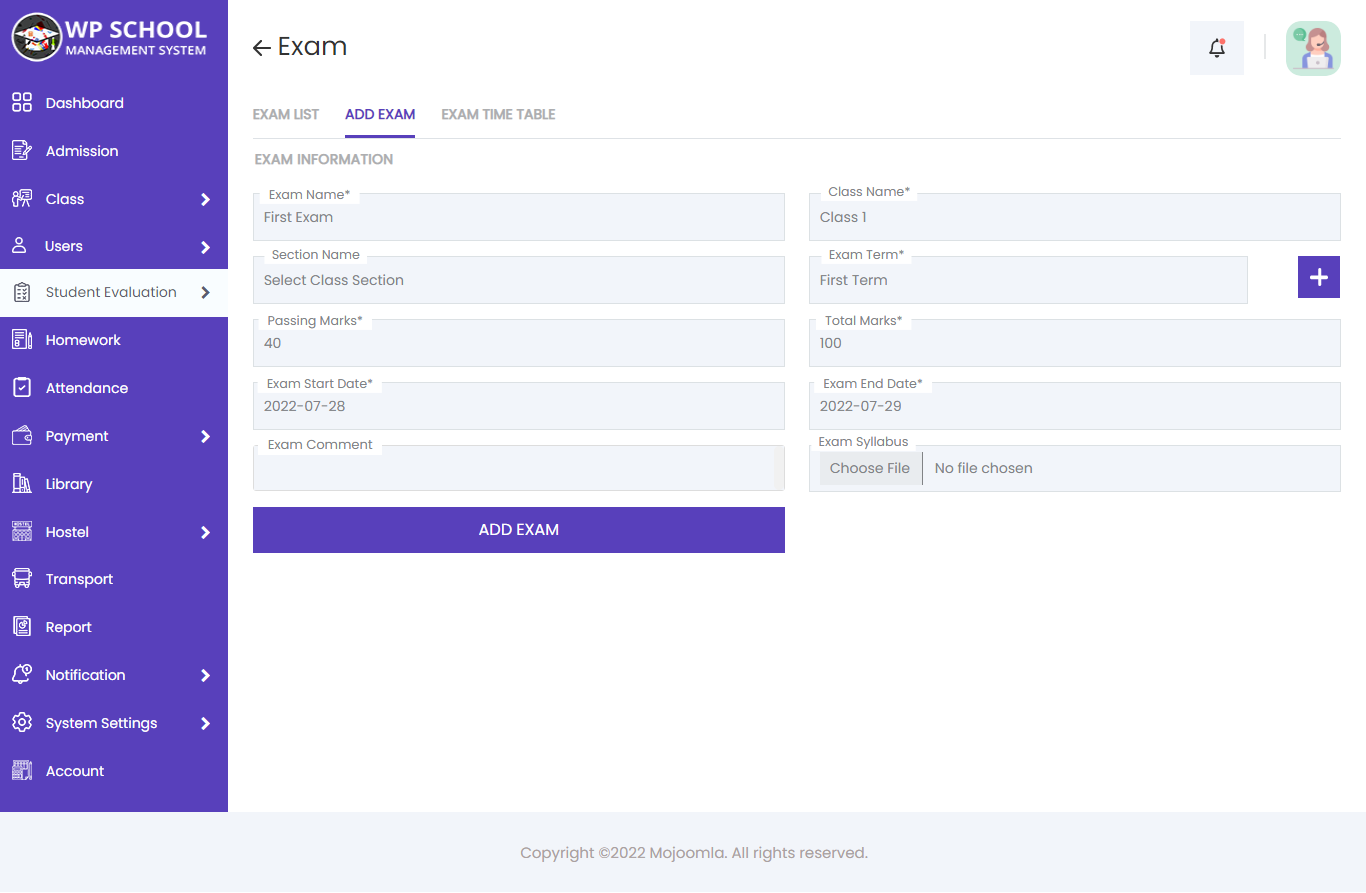 WP SCHOOL
MANAGEMENT SYSTEM
Dashboard
Admission
Class
Users
Student Evaluation
Homework
Attendance
Payment
Library
Hostel
Transport
Report
Notification
System Settings
Account
Exam
EXAM LIST ADD EXAM EXAM TIME TABLE
EXAM INFORMATION
Exam Name* Class Name*
First Exam Class 1
Section Name Exam Term*
Select Class Section First Term
Passing Marks* Total Marks*
40 100
Exam Start Date* Exam End Date*
2022-07-28 2022-07-29
Exam Comment Exam Syllabus
Choose File No file chosen
ADD EXAM
Copyright ©2022 Mojoomla. All rights reserved.